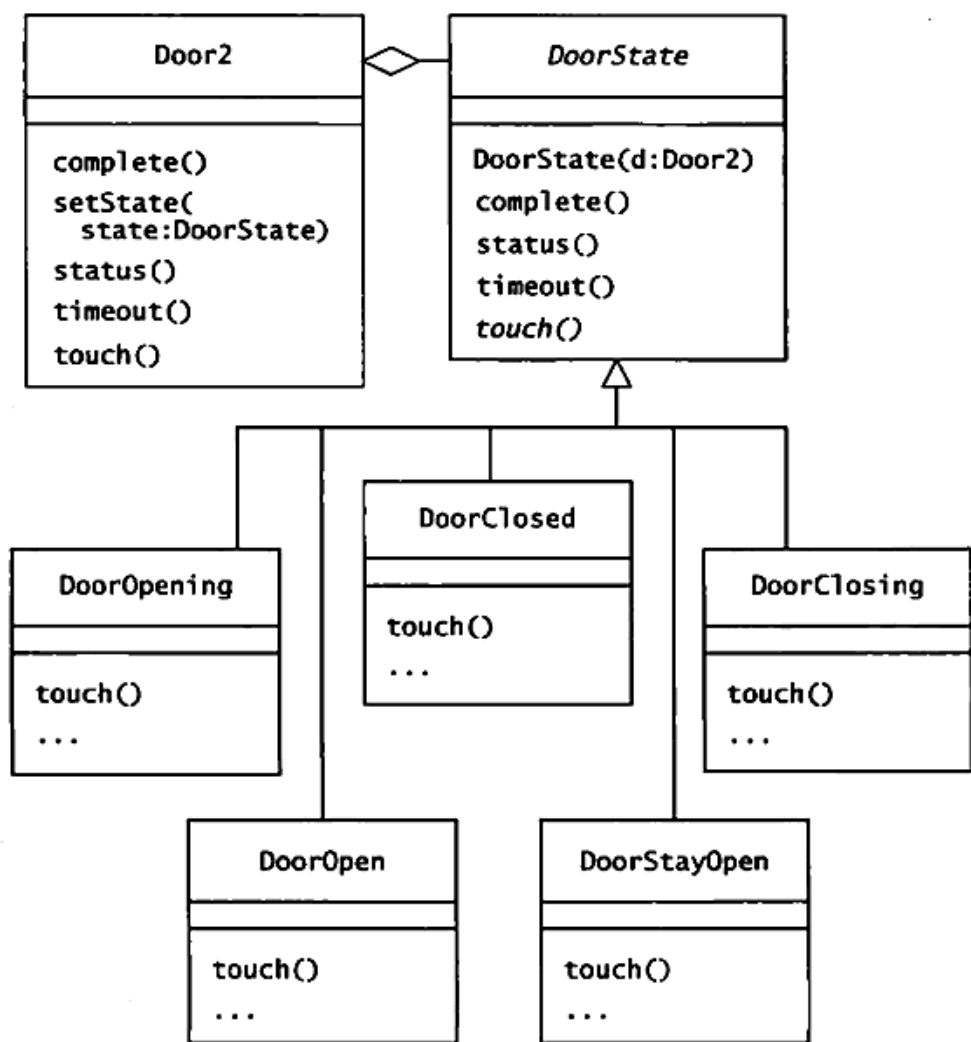 Door2
complete()
setState(
state:DoorState)
status()
timeout()
touch()
DoorState
DoorState(d:Door2)
complete()
status()
timeout()
touch()
DoorClosed
touch()
...
DoorOpening
touch()
...
DoorClosing
touch()
...
DoorOpen
touch()
...
DoorStayOpen
touch()
...